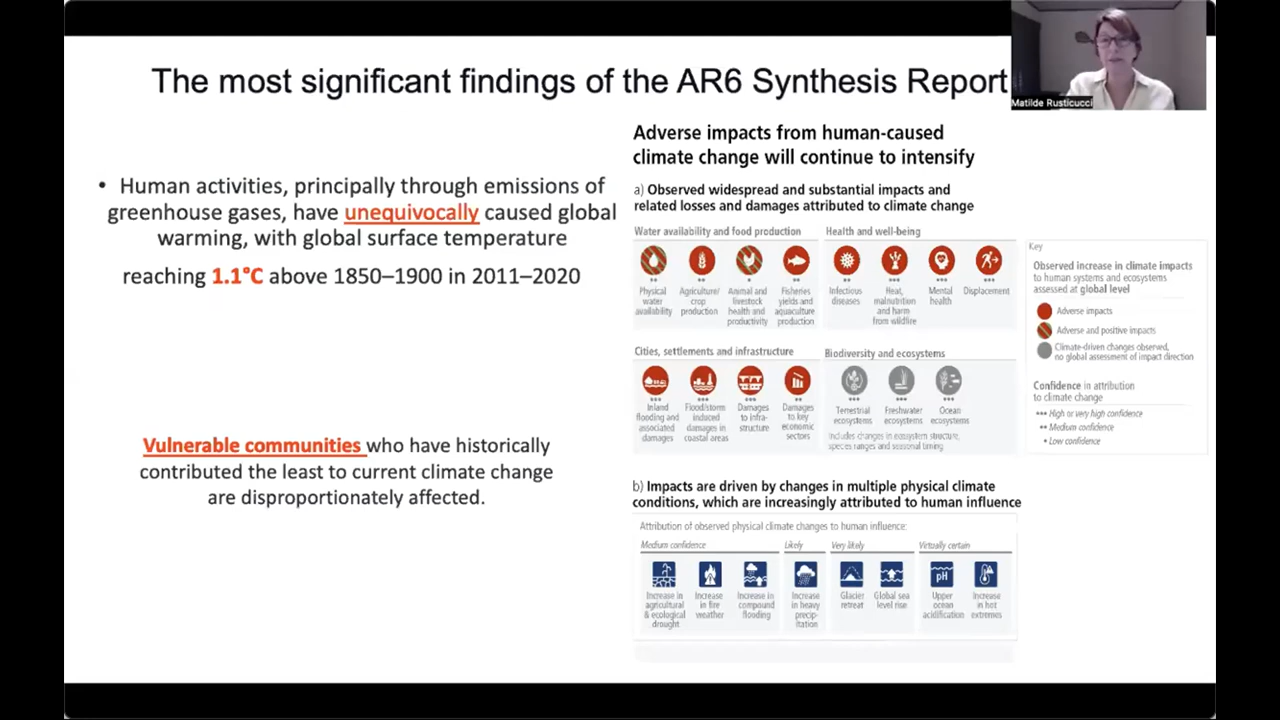 The most significant findings of the AR6 Synthesis Report
Matilde Rusticucci
• Human activities, principally through emissions of
greenhouse gases, have unequivocally caused global
warming, with global surface temperature
reaching 1.1°C above 1850–1900 in 2011–2020
Vulnerable communities who have historically
contributed the least to current climate change
are disproportionately affected.
Adverse impacts from human-caused
climate change will continue to intensify
a) Observed widespread and substantial impacts and
related losses and damages attributed to climate change
Water availability and food production
Physical
water
availability
Agriculture/
crop
production
Animal and
livestock
health and
productivity
Fisheries
yields and
aquaculture
production
Health and well-being
Infectious
diseases
Heat,
malnutrition
and harm
from wildfire
Mental
health
Displacement
Cities, settlements and infrastructure
Inland
flooding and
associated
damages
Flood/storm
induced
damages in
coastal areas
Damages
to infra-
structure
Damages
to key
economic
sectors
Biodiversity and ecosystems
Terrestrial
ecosystems
Freshwater
ecosystems
Ocean
ecosystems
Includes changes in ecosystem structure,
species ranges and seasonal timing
Key
Observed increase in climate impacts
to human systems and ecosystems
assessed at global level
Adverse impacts
Adverse and positive impacts
Climate-driven changes observed,
no global assessment of impact direction
Confidence in attribution
to climate change
••• High or very high confidence
•• Medium confidence
• Low confidence
b) Impacts are driven by changes in multiple physical climate
conditions, which are increasingly attributed to human influence
Attribution of observed physical climate changes to human influence:
Medium confidence
Increase in
agricultural
& ecological
drought
Increase
in fire
weather
Increase in
compound
flooding
Likely
Increase
in heavy
precip-
itation
Very likely
Glacier
retreat
Global sea
level rise
Virtually certain
pH
Upper
ocean
acidification
Increase
in hot
extremes